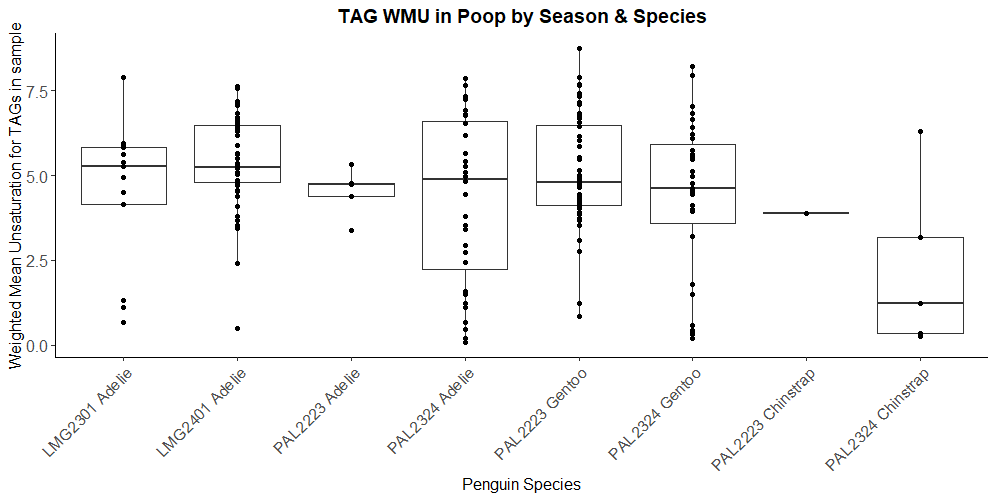 TAG WMU in Poop by Season & Species
Weighted Mean Unsaturation for TAGs in sample
7.5
5.0
2.5
0.0
LMG2301 Adelie
LMG2401 Adelie
PAL2223 Adelie
PAL2324 Adelie
PAL2223 Gentoo
PAL2324 Gentoo
PAL2223 Chinstrap
PAL2324 Chinstrap
Penguin Species